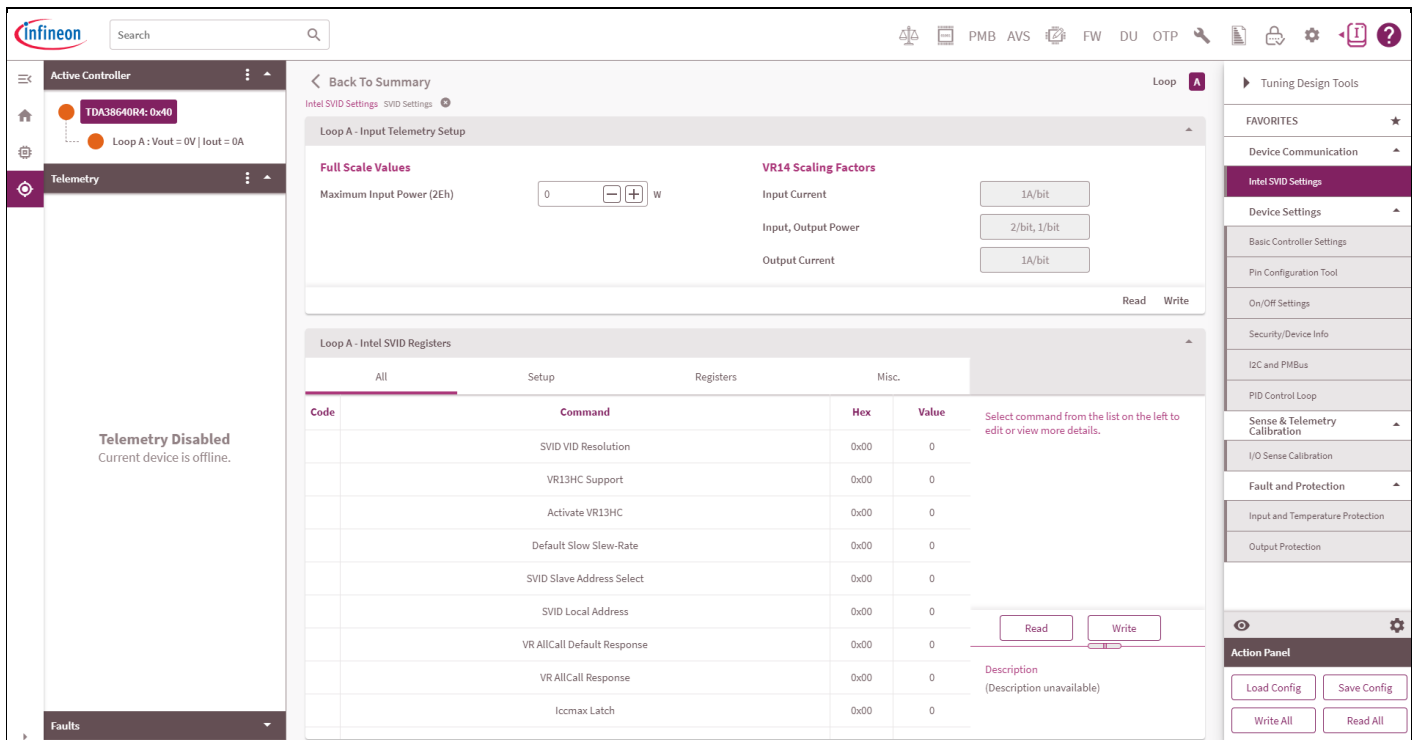 infineon
Search
PMB AVS FW DU OTP
Active Controller
TDA38640R4: 0x40
Loop A : Vout = 0V | Iout = 0A
Telemetry
Telemetry Disabled
Current device is offline.
Faults
Back To Summary
Loop A
Intel SVID Settings SVID Settings
Loop A - Input Telemetry Setup
Full Scale Values
Maximum Input Power (2Eh) 0 W
VR14 Scaling Factors
Input Current 1A/bit
Input, Output Power 2/bit, 1/bit
Output Current 1A/bit
Read Write
Loop A - Intel SVID Registers
All Setup Registers Misc.
Code Command Hex Value
SVID VID Resolution 0x00 0
VR13HC Support 0x00 0
Activate VR13HC 0x00 0
Default Slow Slew-Rate 0x00 0
SVID Slave Address Select 0x00 0
SVID Local Address 0x00 0
VR AllCall Default Response 0x00 0
VR AllCall Response 0x00 0
Iccmax Latch 0x00 0
Select command from the list on the left to
edit or view more details.
Read Write
Description
(Description unavailable)
Tuning Design Tools
FAVORITES
Device Communication
Intel SVID Settings
Device Settings
Basic Controller Settings
Pin Configuration Tool
On/Off Settings
Security/Device Info
I2C and PMBus
PID Control Loop
Sense & Telemetry
Calibration
I/O Sense Calibration
Fault and Protection
Input and Temperature Protection
Output Protection
Action Panel
Load Config Save Config
Write All Read All